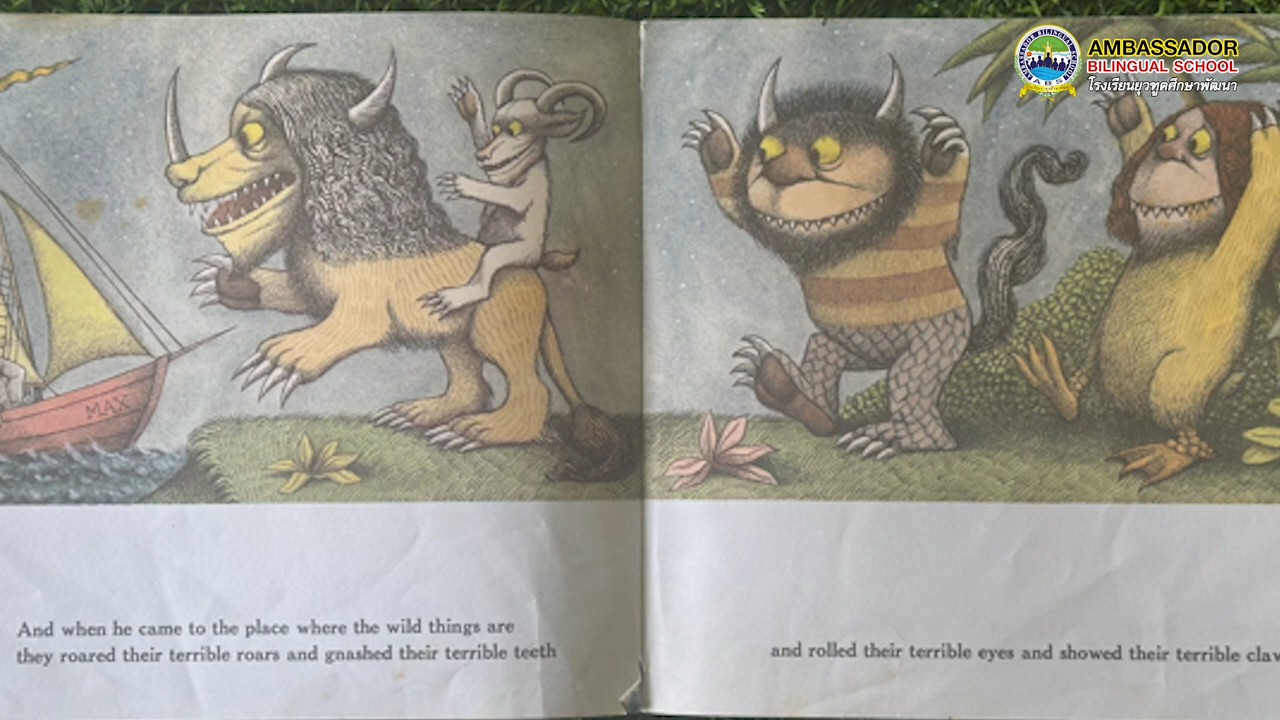 AMBASSADOR
BILINGUAL SCHOOL
โรงเรียนยุวทูตศึกษาพัฒนา
MAX
And when he came to the place where the wild things are
they roared their terrible roars and gnashed their terrible teeth
and rolled their terrible eyes and showed their terrible